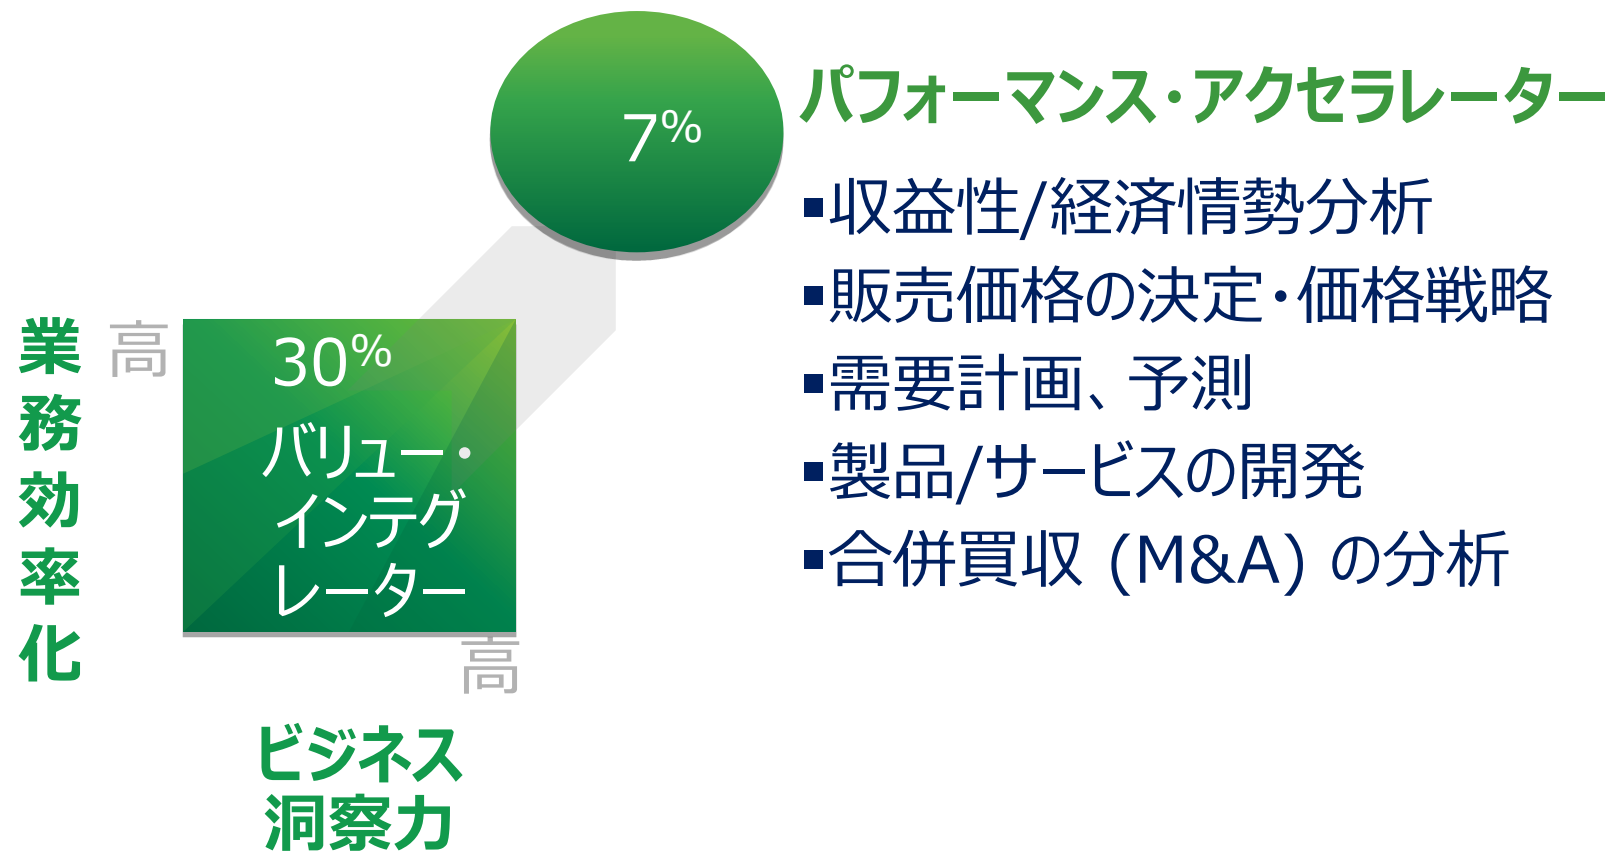 7%
パフォーマンス・アクセラレーター
▪収益性/経済情勢分析
▪販売価格の決定・価格戦略
▪需要計画、予測
▪製品/サービスの開発
▪合併買収 (M&A) の分析
業務効率化
高
30%
バリュー・
インテグ
レーター
高
ビジネス
洞察力